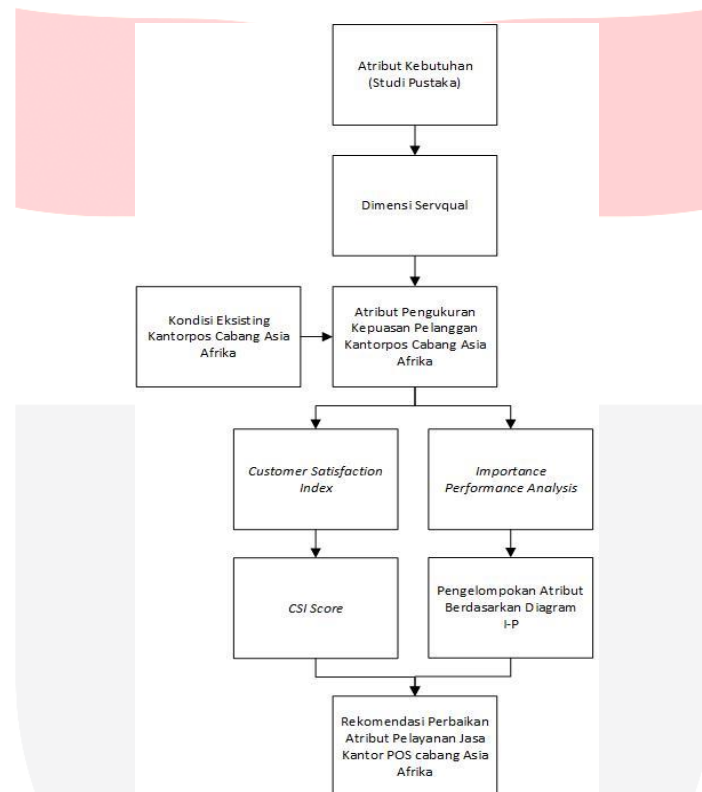 Atribut Kebutuhan
(Studi Pustaka)
Dimensi Servqual
Kondisi Eksisting
Kantorpos Cabang Asia
Afrika
Atribut Pengukuran
Kepuasan Pelanggan
Kantorpos Cabang Asia
Afrika
Customer Satisfaction
Index
Importance
Performance Analysis
CSI Score
Pengelompokan Atribut
Berdasarkan Diagram
I-P
Rekomendasi Perbaikan
Atribut Pelayanan Jasa
Kantor POS cabang Asia
Afrika